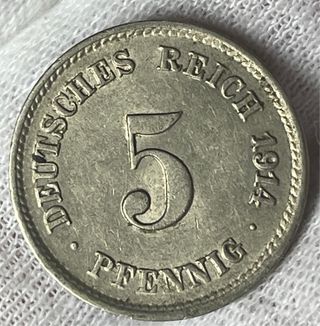 DEUTSCHES REICH 1914
5
· PFENNIG ·